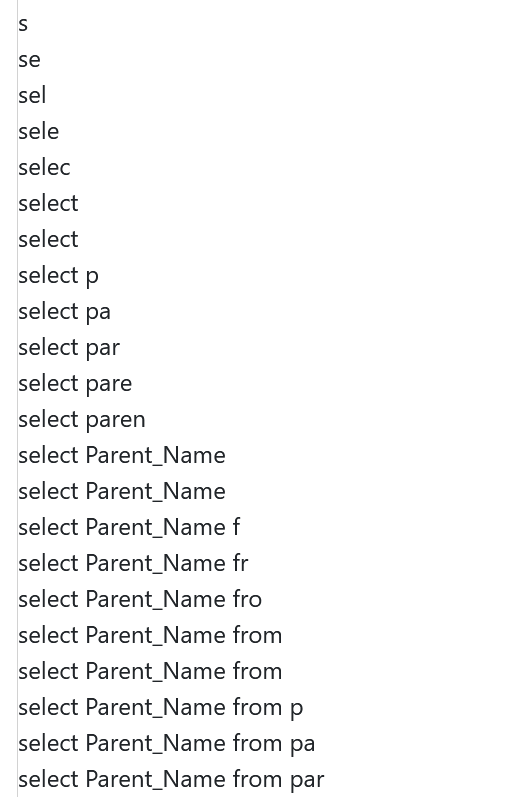 s
se
sel
sele
selec
select
select
select p
select pa
select par
select pare
select paren
select Parent_Name
select Parent_Name
select Parent_Name f
select Parent_Name fr
select Parent_Name fro
select Parent_Name from
select Parent_Name from
select Parent_Name from p
select Parent_Name from pa
select Parent_Name from par